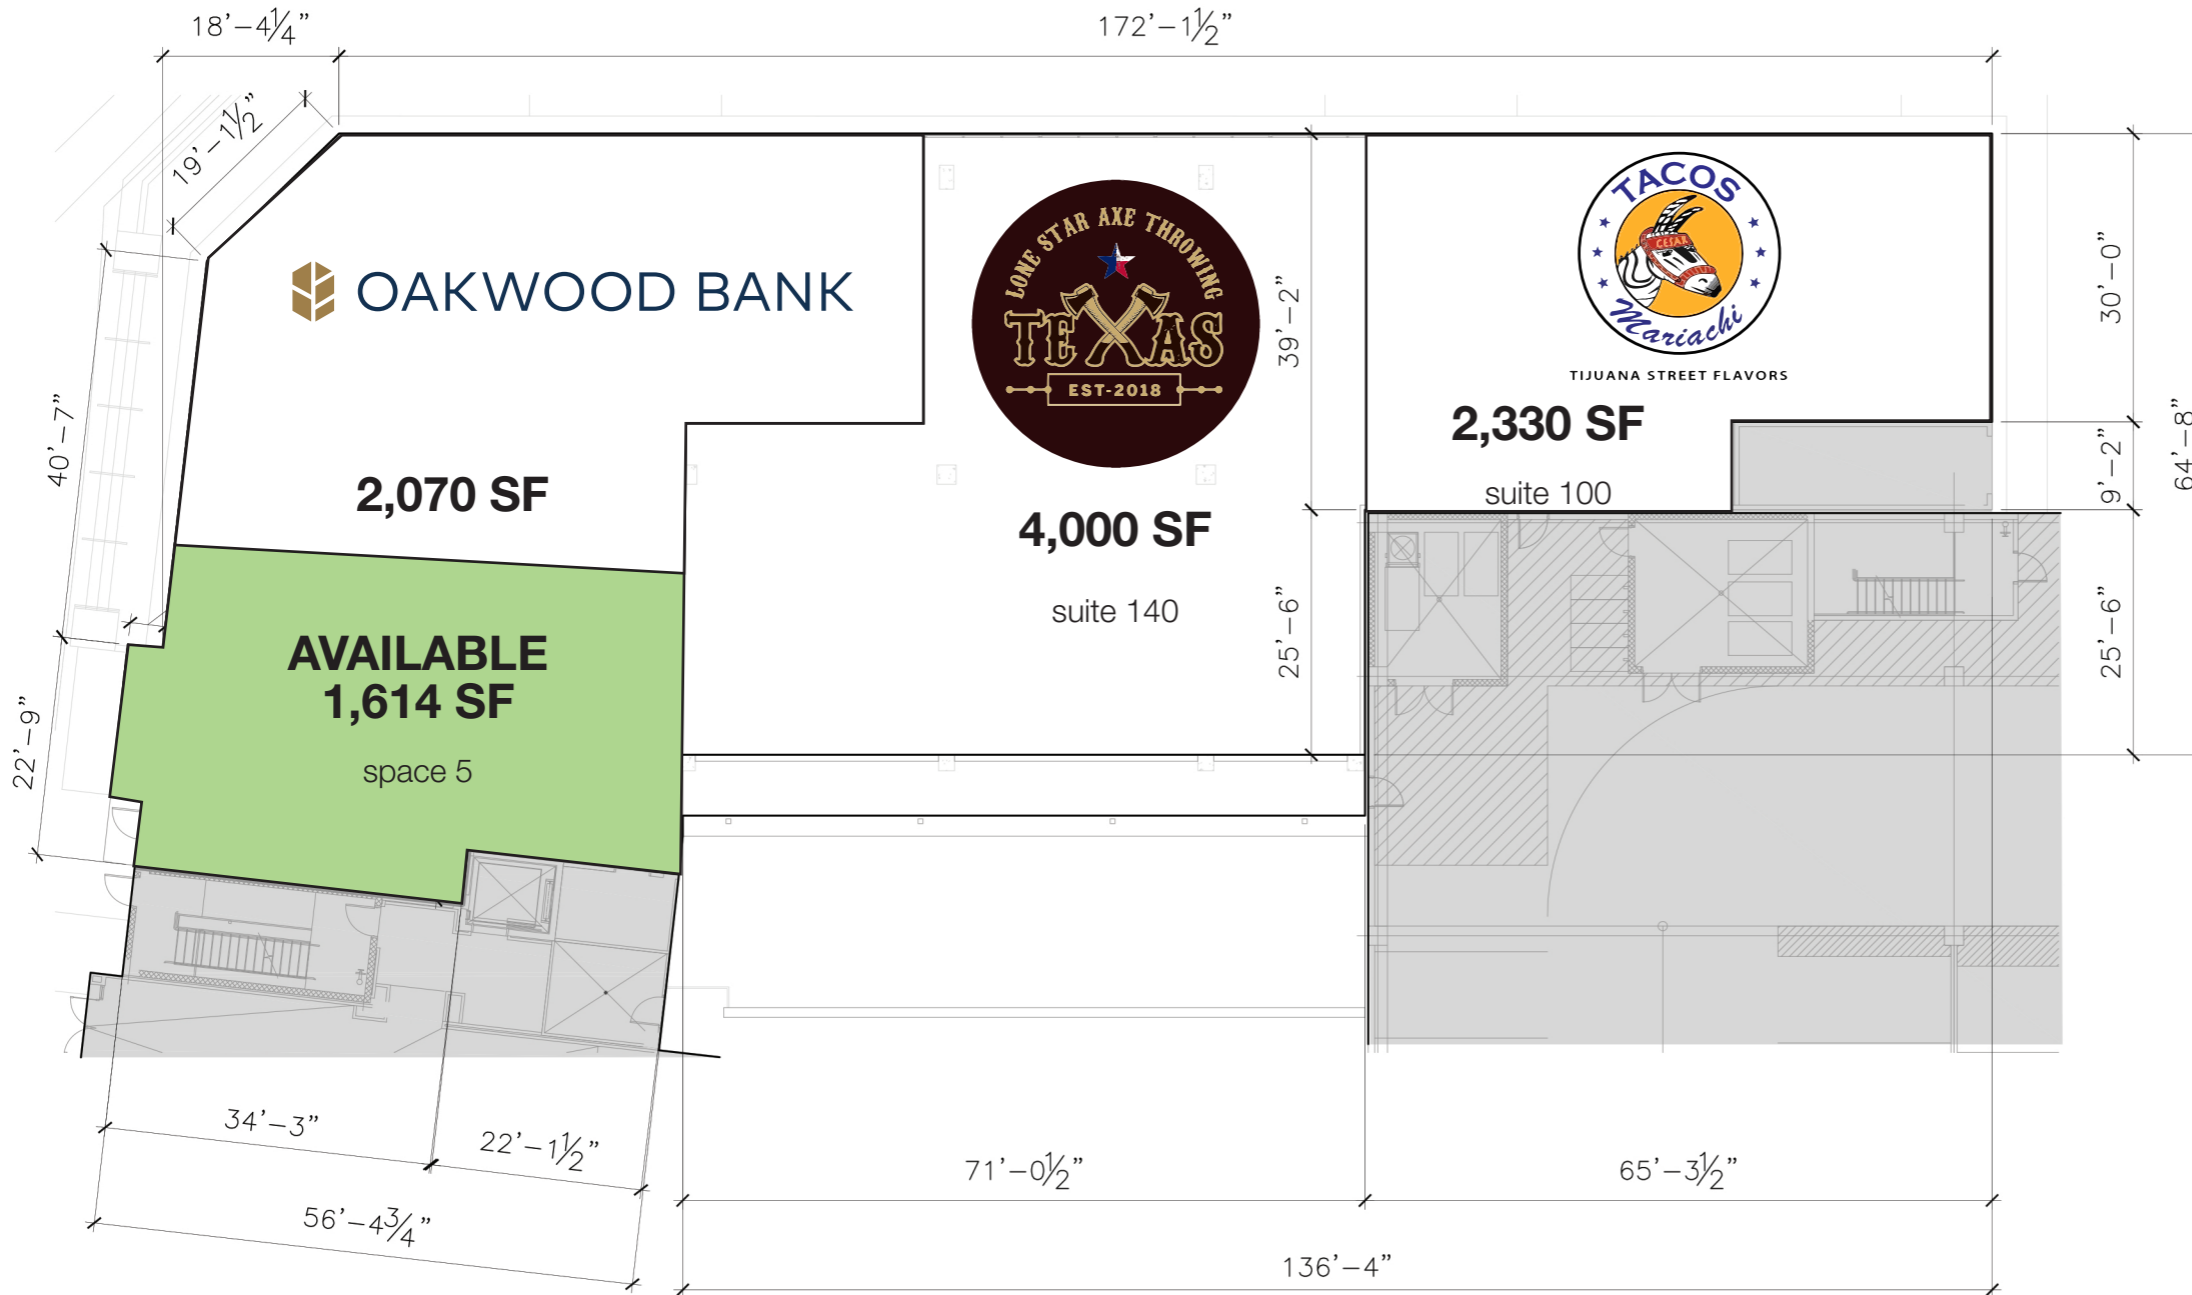 18'-4¼"
172'-1½"
19'-1½"
TACOS
CESAR
Mariachi
TIJUANA STREET FLAVORS
2,330 SF
suite 100
30'-0"
9'-2"
64'-8"
25'-6"
LONE STAR AXE THROWING
TEXAS
EST-2018
39'-2"
4,000 SF
suite 140
25'-6"
OAKWOOD BANK
2,070 SF
40'-7"
AVAILABLE
1,614 SF
space 5
22'-9"
34'-3"
22'-1½"
56'-4¾"
71'-0½"
65'-3½"
136'-4"